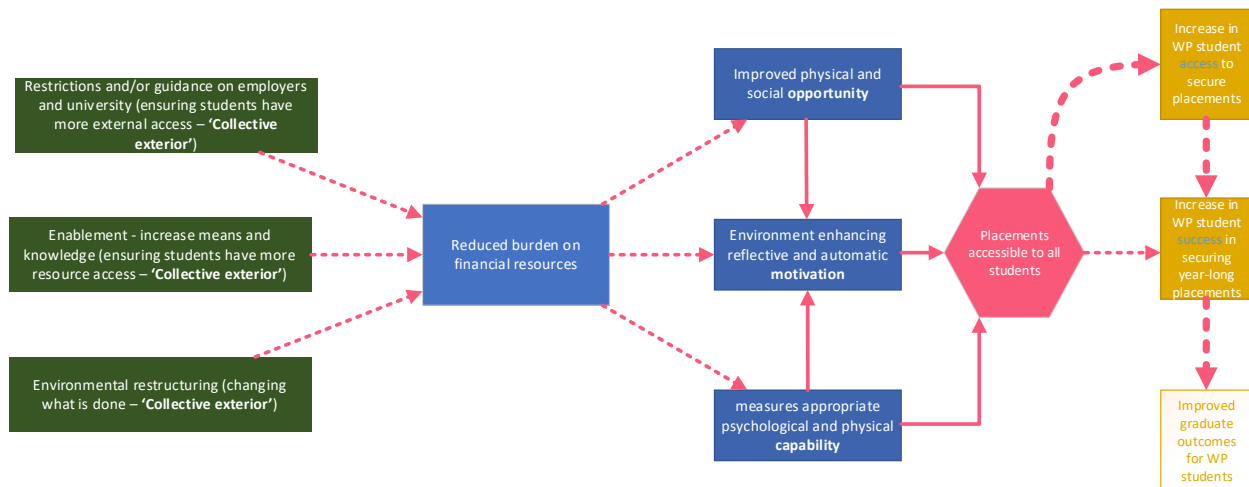 Restrictions and/or guidance on
employers and university (ensuring
students have more external access
– ‘Collective exterior’)
Enablement - increase means and
knowledge (ensuring students have more
resource access – ‘Collective exterior’)
Environmental restructuring (changing
what is done – ‘Collective exterior’)
Reduced burden on
financial resources
Improved physical and
social opportunity
Environment enhancing
reflective and automatic
motivation
measures appropriate
psychological and physical
capability
Placements
accessible to all
students
Increase in
WP student
access to
secure
placements
Increase in
WP student
success in
securing
year-long
placements
Improved
graduate
outcomes
for WP
students